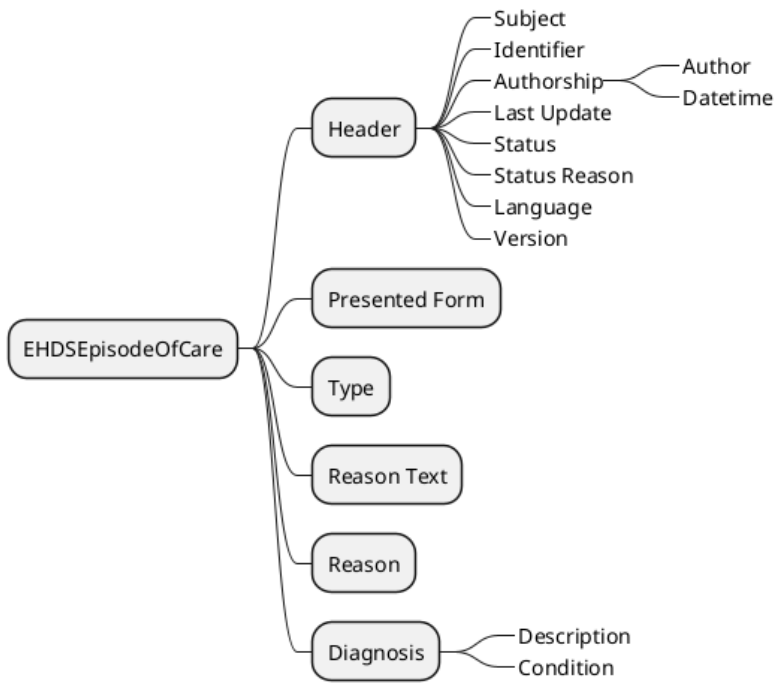 EHDSEpisodeOfCare
Header
Subject
Identifier
Authorship
Author
Datetime
Last Update
Status
Status Reason
Language
Version
Presented Form
Type
Reason Text
Reason
Diagnosis
Description
Condition